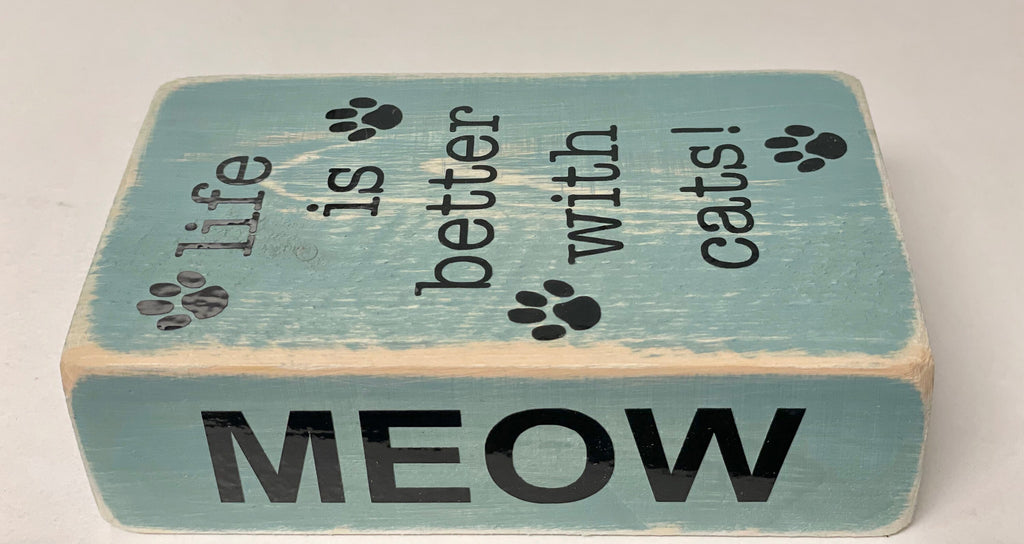 life
is
better
with
cats!
MEOW